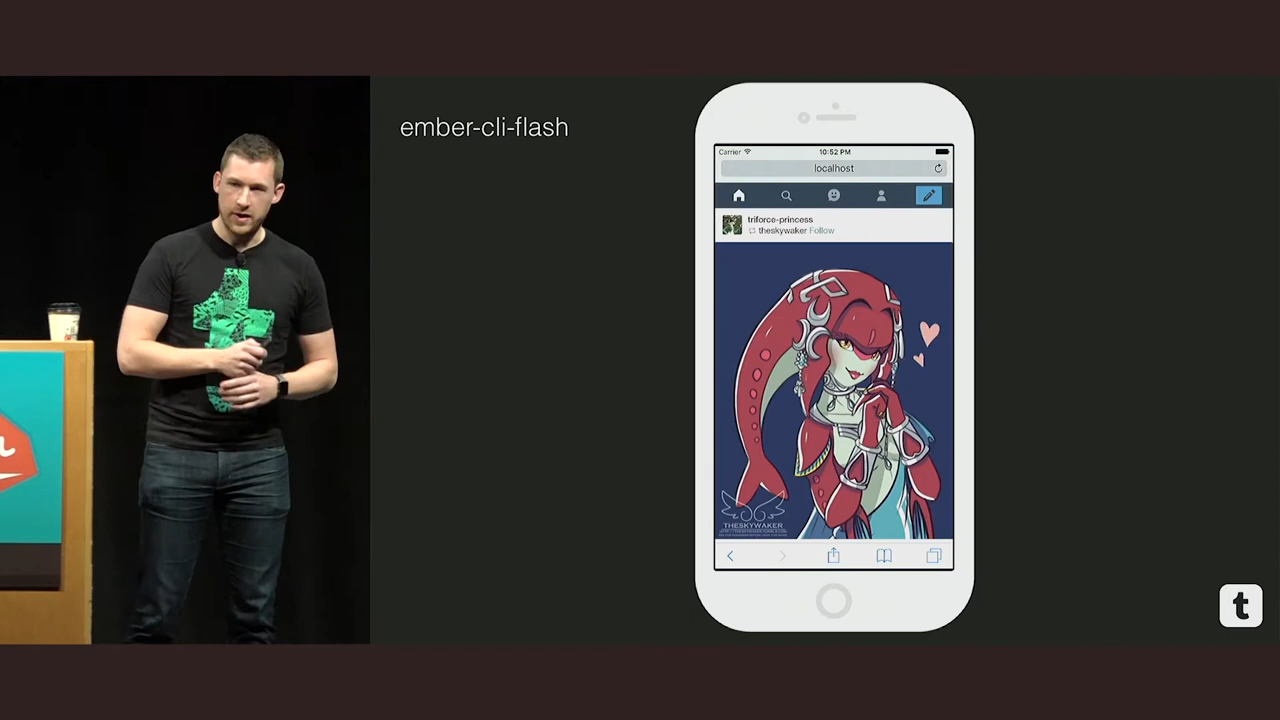 ember-cli-flash
Carrier 10:52 PM
localhost
triforce-princess
theskywaker Follow
THESKYWAKER
t